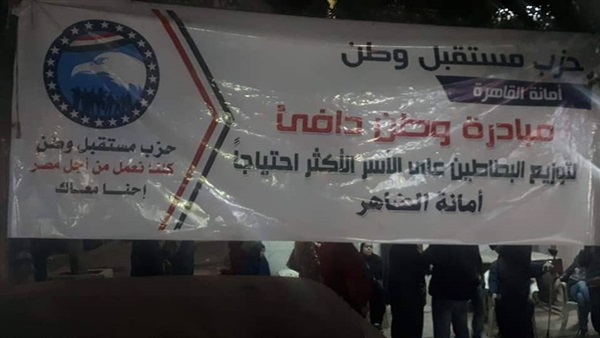 حزب مستقبل وطن
أمانة القاهرة
مبادرة وطن دافئ
لتوزيع البطاطين على الأسر الأكثر احتياجاً
أمانة الظاهر
حزب مستقبل وطن
كلنا نعمل من أجل مصر
إحنا معاك